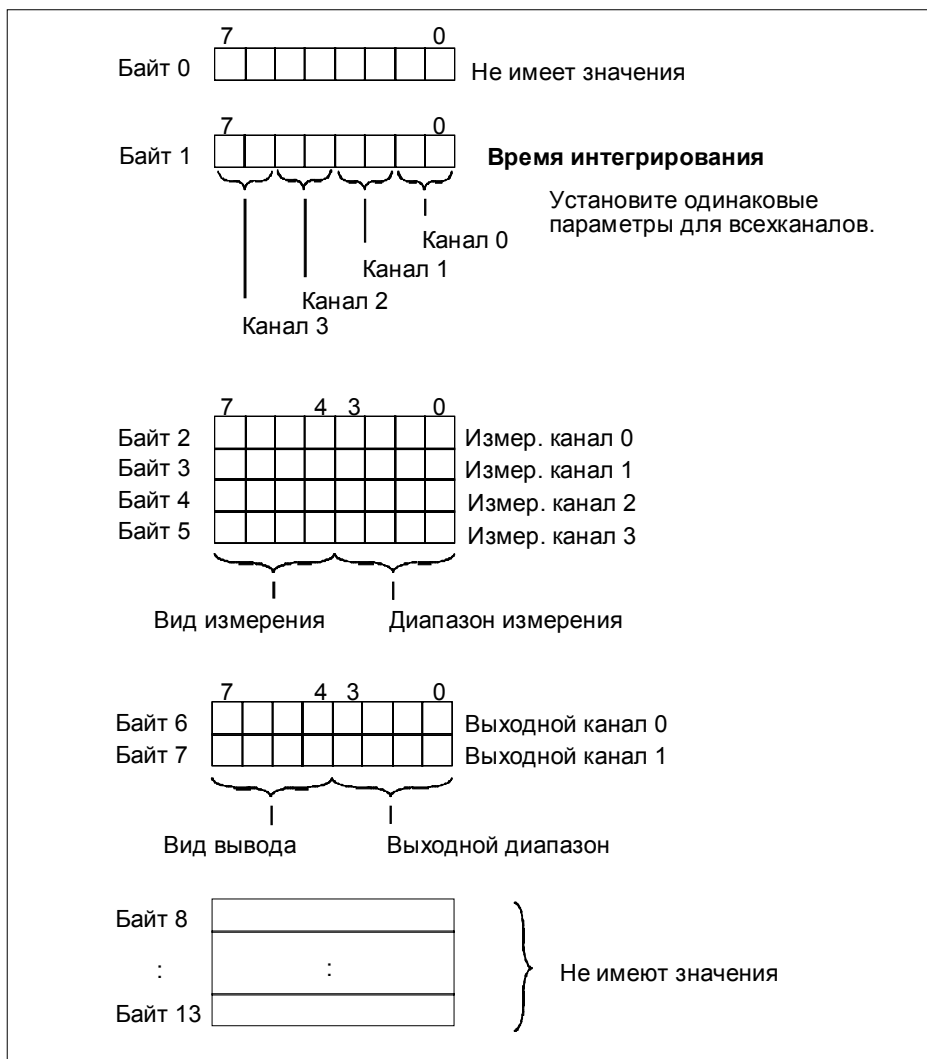 7 0
Байт 0 Не имеет значения
7 0
Байт 1 Время интегрирования
Установите одинаковые
параметры для всехканалов.
Канал 0
Канал 1
Канал 2
Канал 3
7 4 3 0
Байт 2 Измер. канал 0
Байт 3 Измер. канал 1
Байт 4 Измер. канал 2
Байт 5 Измер. канал 3
Вид измерения Диапазон измерения
7 4 3 0
Байт 6 Выходной канал 0
Байт 7 Выходной канал 1
Вид вывода Выходной диапазон
Байт 8
: : Не имеют значения
Байт 13